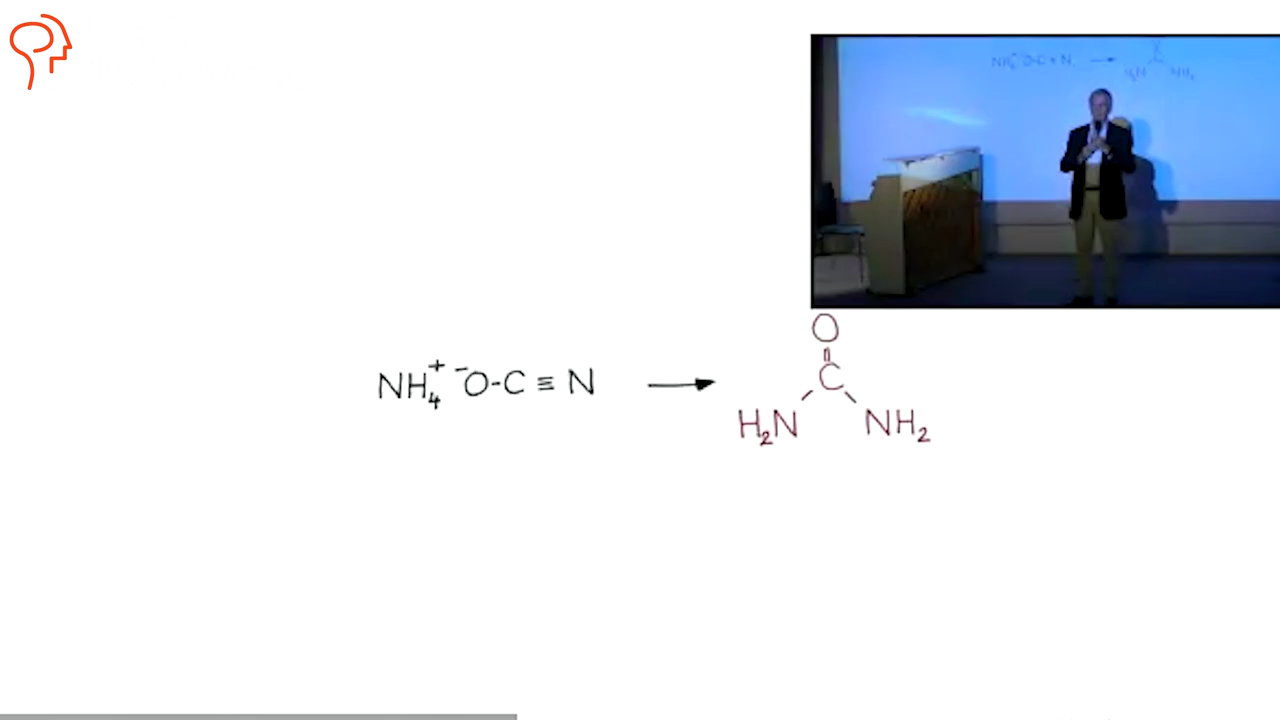 NH₄⁺ ⁻O-C≡N → O
=
C
H₂N NH₂